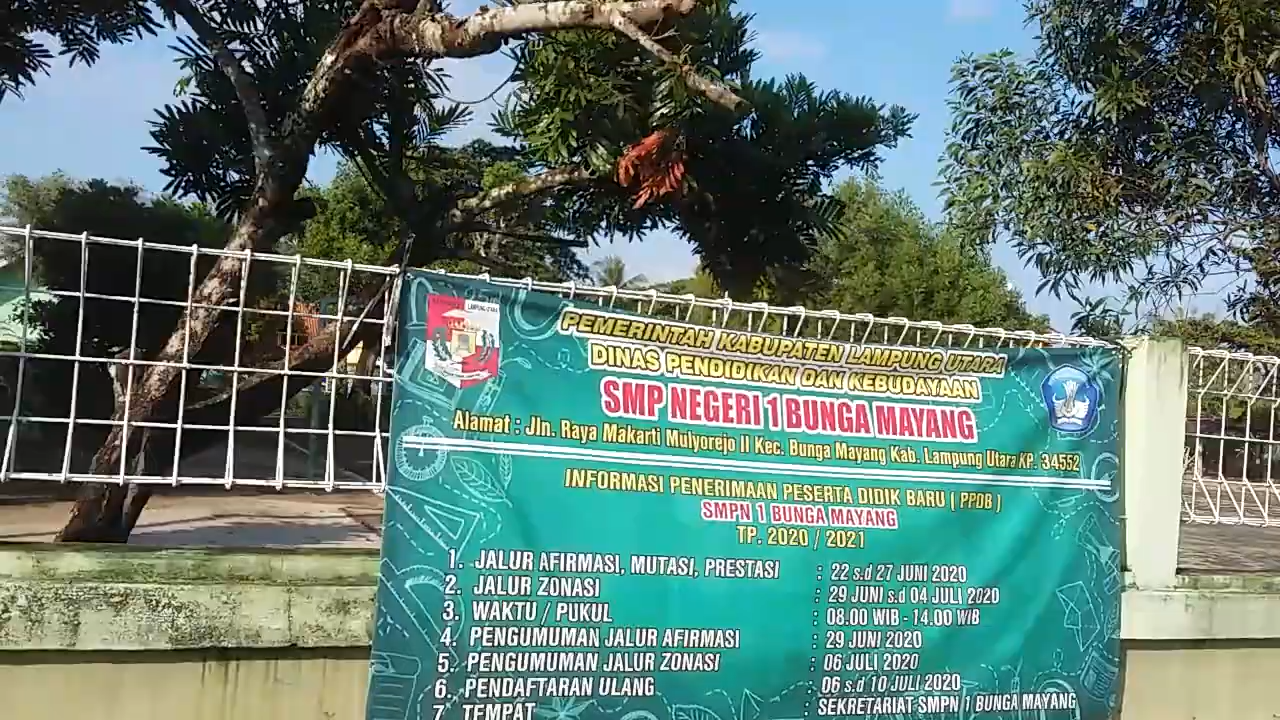 LAMPUNG UTARA
PEMERINTAH KABUPATEN LAMPUNG UTARA
DINAS PENDIDIKAN DAN KEBUDAYAAN
SMP NEGERI 1 BUNGA MAYANG
Alamat : Jln. Raya Makarti Mulyorejo II Kec. Bunga Mayang Kab. Lampung Utara KP. 34552
INFORMASI PENERIMAAN PESERTA DIDIK BARU ( PPDB )
SMPN 1 BUNGA MAYANG
TP. 2020 / 2021
1. JALUR AFIRMASI, MUTASI, PRESTASI : 22 s.d 27 JUNI 2020
2. JALUR ZONASI : 29 JUNI s.d 04 JULI 2020
3. WAKTU / PUKUL : 08.00 WIB - 14.00 WIB
4. PENGUMUMAN JALUR AFIRMASI : 29 JUNI 2020
5. PENGUMUMAN JALUR ZONASI : 06 JULI 2020
6. PENDAFTARAN ULANG : 06 s.d 10 JULI 2020
7. TEMPAT : SEKRETARIAT SMPN 1 BUNGA MAYANG